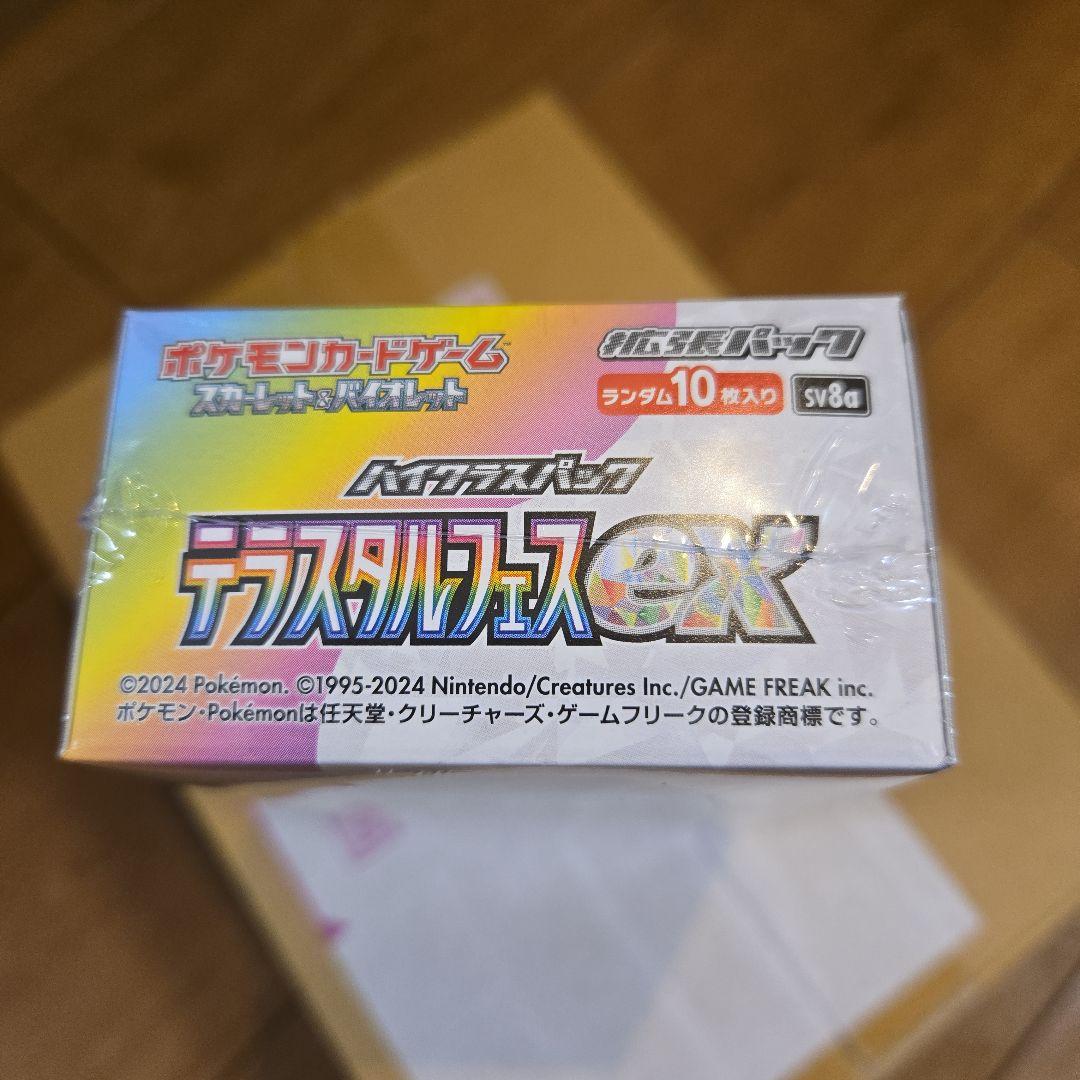 ポケモンカードゲーム
スカーレット&バイオレット
拡張パック
ランダム10枚入り SV8a
ハイクラスパック
テラスタルフェスex
©2024 Pokémon. ©1995-2024 Nintendo/Creatures Inc./GAME FREAK inc.
ポケモン・Pokémonは任天堂・クリーチャーズ・ゲームフリークの登録商標です。